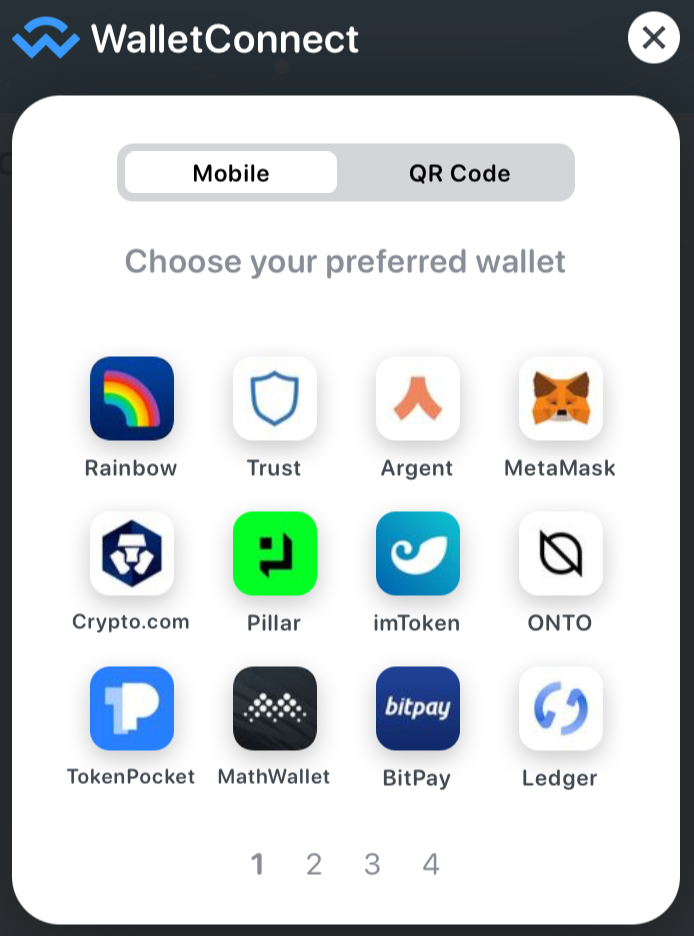 WalletConnect
Mobile QR Code
Choose your preferred wallet
Rainbow Trust Argent MetaMask
Crypto.com Pillar imToken ONTO
bitpay
TokenPocket MathWallet BitPay Ledger
1 2 3 4